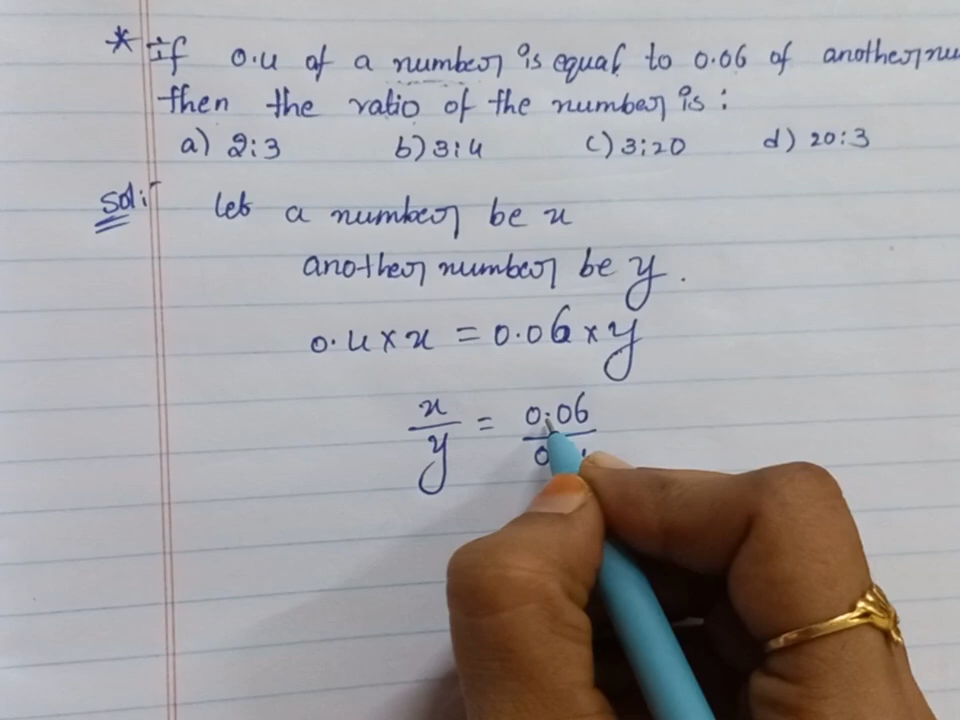 * If 0.4 of a number is equal to 0.06 of another
then the ratio of the number is :
a) 2:3 b) 3:4 c) 3:20 d) 20:3
Sol: let a number be x
another number be y.
0.4 × x = 0.06 × y
x/y = 0.06/